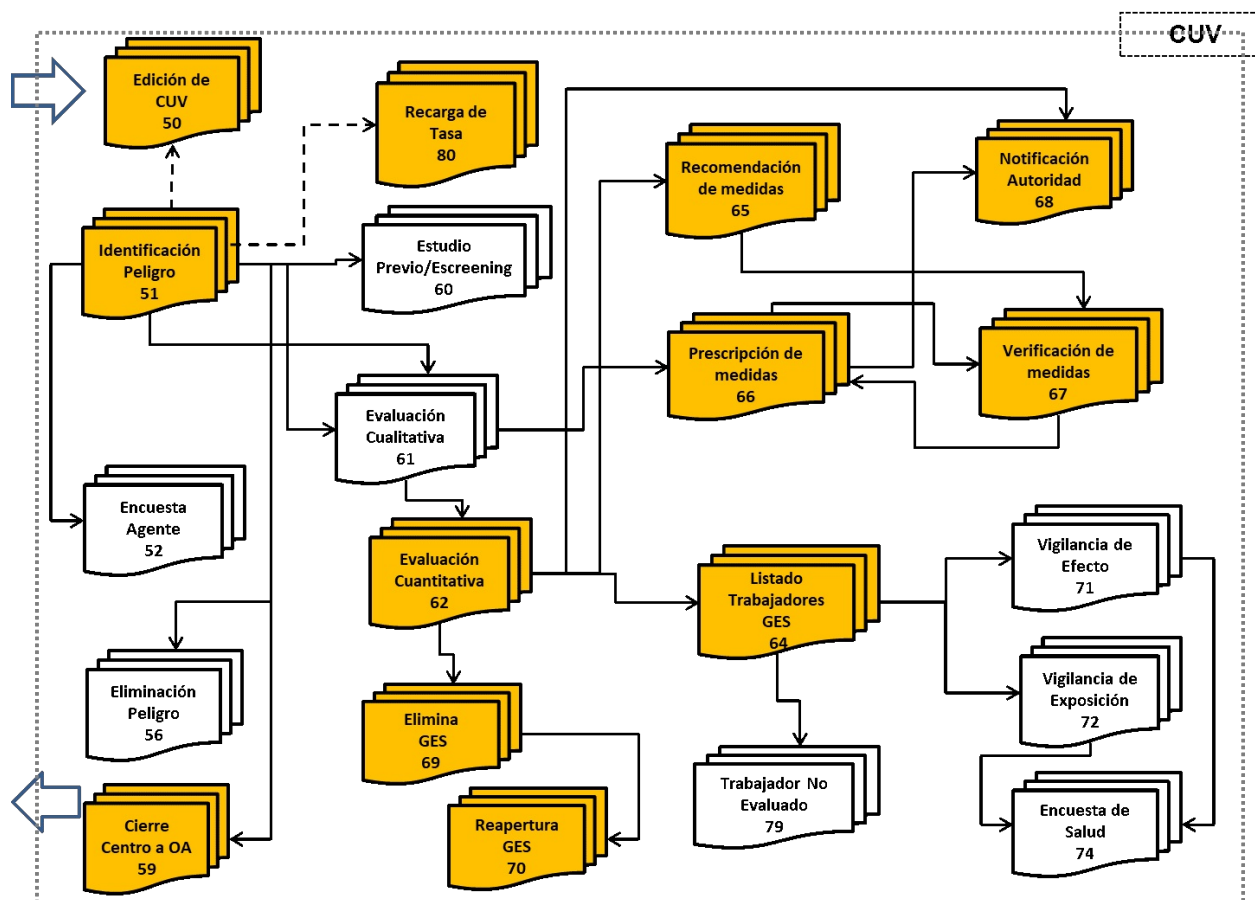 CUV
Edición de
CUV
50
Recarga de
Tasa
80
Recomendación
de medidas
65
Notificación
Autoridad
68
Identificación
Peligro
51
Estudio
Previo/Escreening
60
Prescripción de
medidas
66
Verificación de
medidas
67
Evaluación
Cualitativa
61
Encuesta
Agente
52
Evaluación
Cuantitativa
62
Listado
Trabajadores
GES
64
Vigilancia de
Efecto
71
Eliminación
Peligro
56
Elimina
GES
69
Vigilancia de
Exposición
72
Trabajador No
Evaluado
79
Cierre
Centro a OA
59
Reapertura
GES
70
Encuesta de
Salud
74